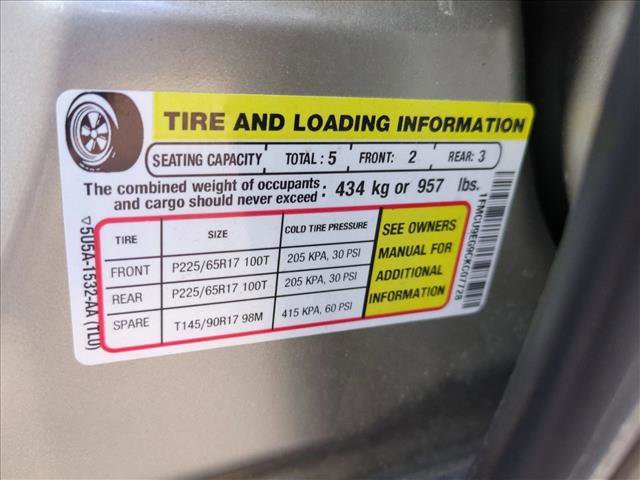 TIRE AND LOADING INFORMATION
SEATING CAPACITY TOTAL : 5 FRONT: 2 REAR: 3
The combined weight of occupants
and cargo should never exceed : 434 kg or 957 lbs.
TIRE SIZE COLD TIRE PRESSURE
FRONT P225/65R17 100T 205 KPA, 30 PSI
REAR P225/65R17 100T 205 KPA, 30 PSI
SPARE T145/90R17 98M 415 KPA, 60 PSI
SEE OWNERS
MANUAL FOR
ADDITIONAL
INFORMATION
5U5A-1532-AA (1L0)